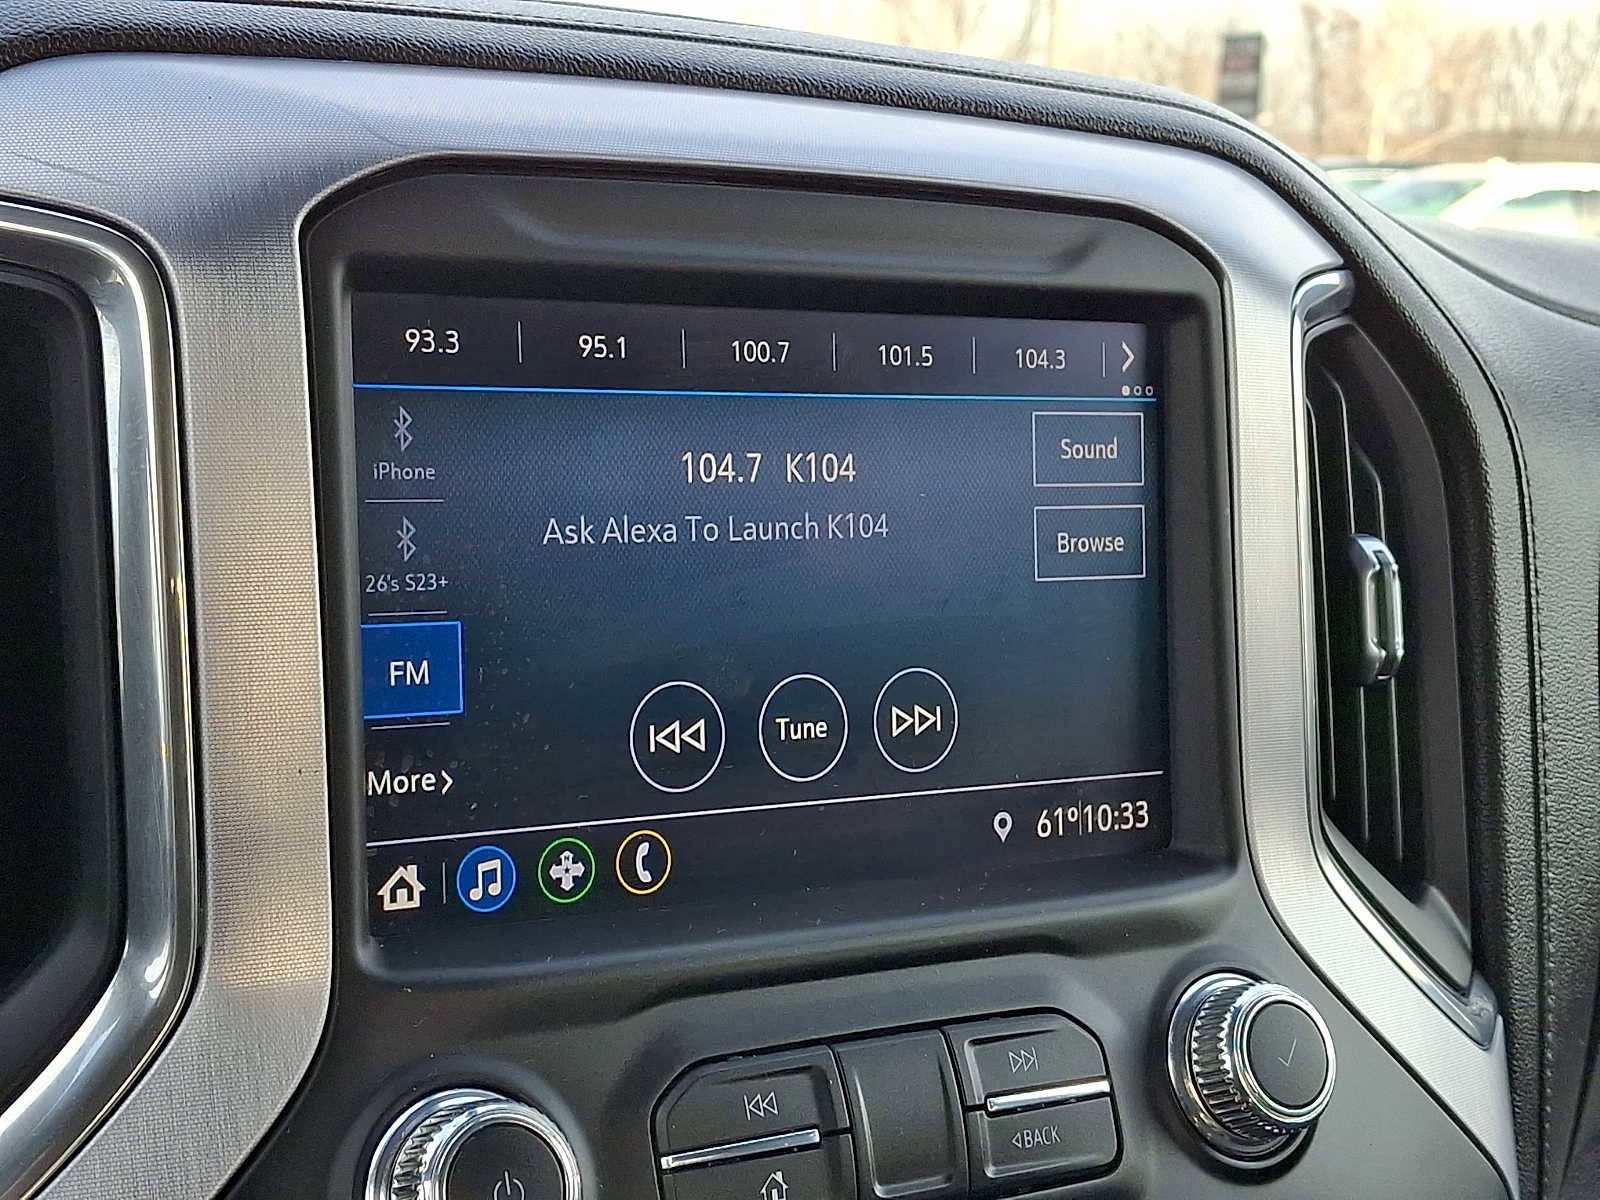 93.3 95.1 100.7 101.5 104.3
iPhone
104.7 K104
Sound
Ask Alexa To Launch K104
Browse
26's S23+
FM
Tune
More
61° 10:33
BACK